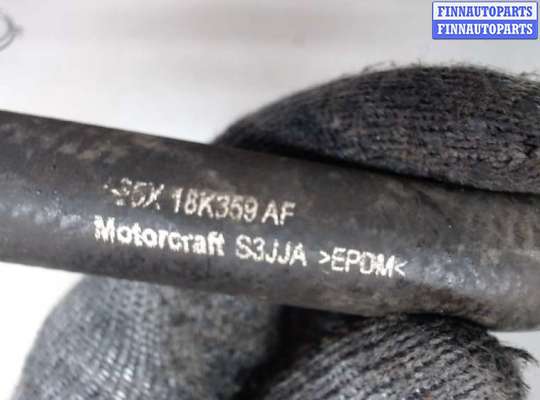 FINNAUTOPARTS
FINNAUTOPARTS
18K359 AF
Motorcraft S3JJA >EPDM<